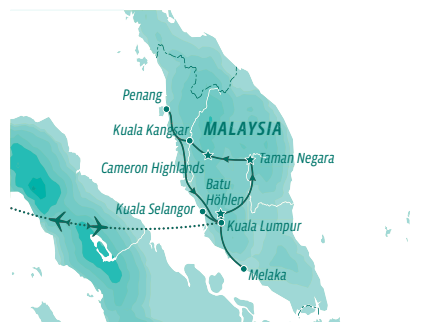 Penang
Kuala Kangsar
MALAYSIA
Cameron Highlands
Taman Negara
Batu
Höhlen
Kuala Selangor
Kuala Lumpur
Melaka